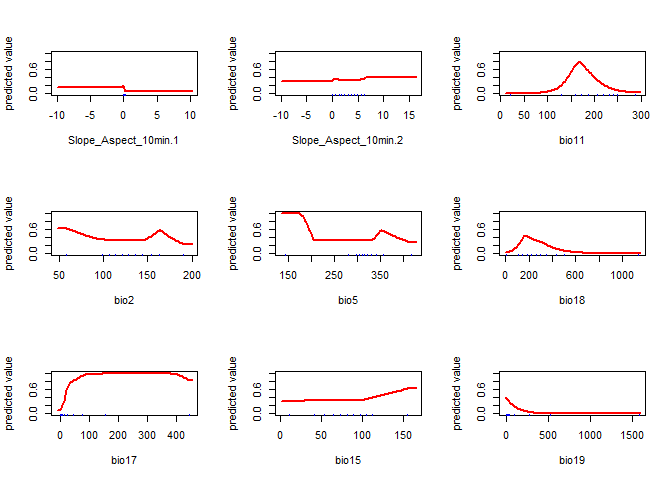 predicted value
0.0 0.6
-10 -5 0 5 10
Slope_Aspect_10min.1
predicted value
0.0 0.6
-10 -5 0 5 10 15
Slope_Aspect_10min.2
predicted value
0.0 0.6
0 50 100 200 300
bio11
predicted value
0.0 0.6
50 100 150 200
bio2
predicted value
0.0 0.6
150 250 350
bio5
predicted value
0.0 0.6
0 200 600 1000
bio18
predicted value
0.0 0.6
0 100 200 300 400
bio17
predicted value
0.0 0.6
0 50 100 150
bio15
predicted value
0.0 0.6
0 500 1000 1500
bio19